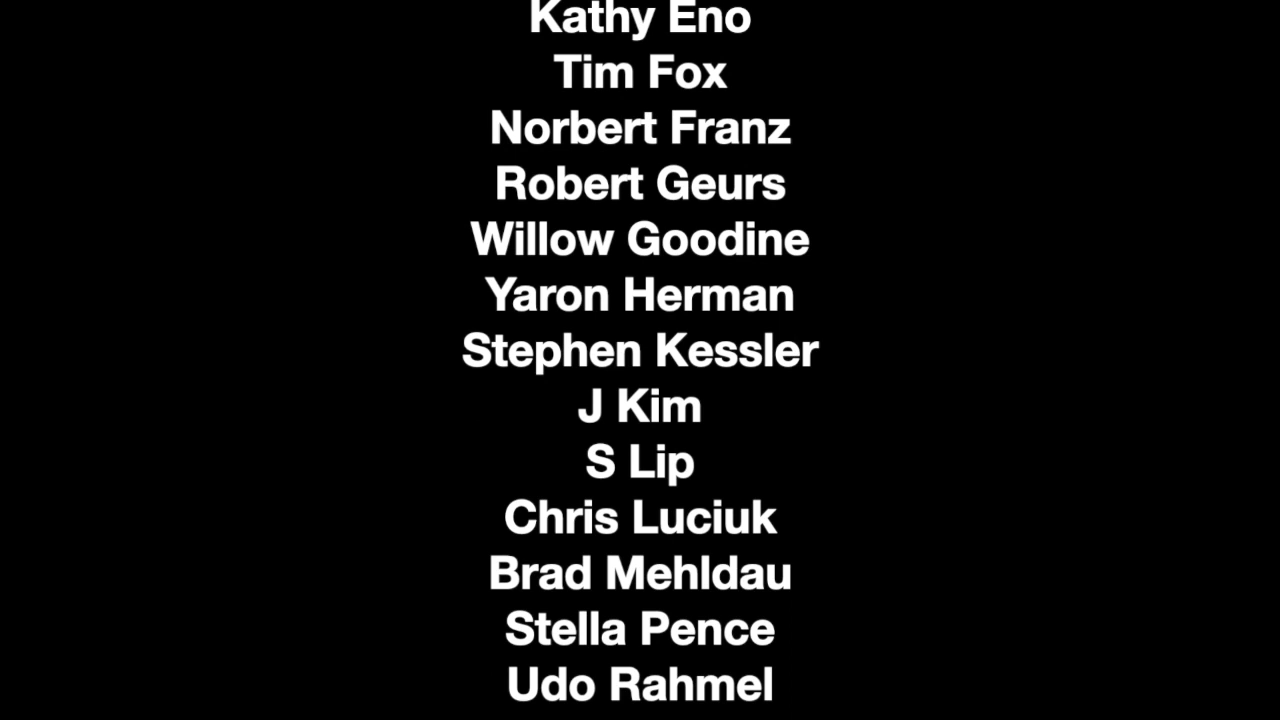 Kathy Eno
Tim Fox
Norbert Franz
Robert Geurs
Willow Goodine
Yaron Herman
Stephen Kessler
J Kim
S Lip
Chris Luciuk
Brad Mehldau
Stella Pence
Udo Rahmel